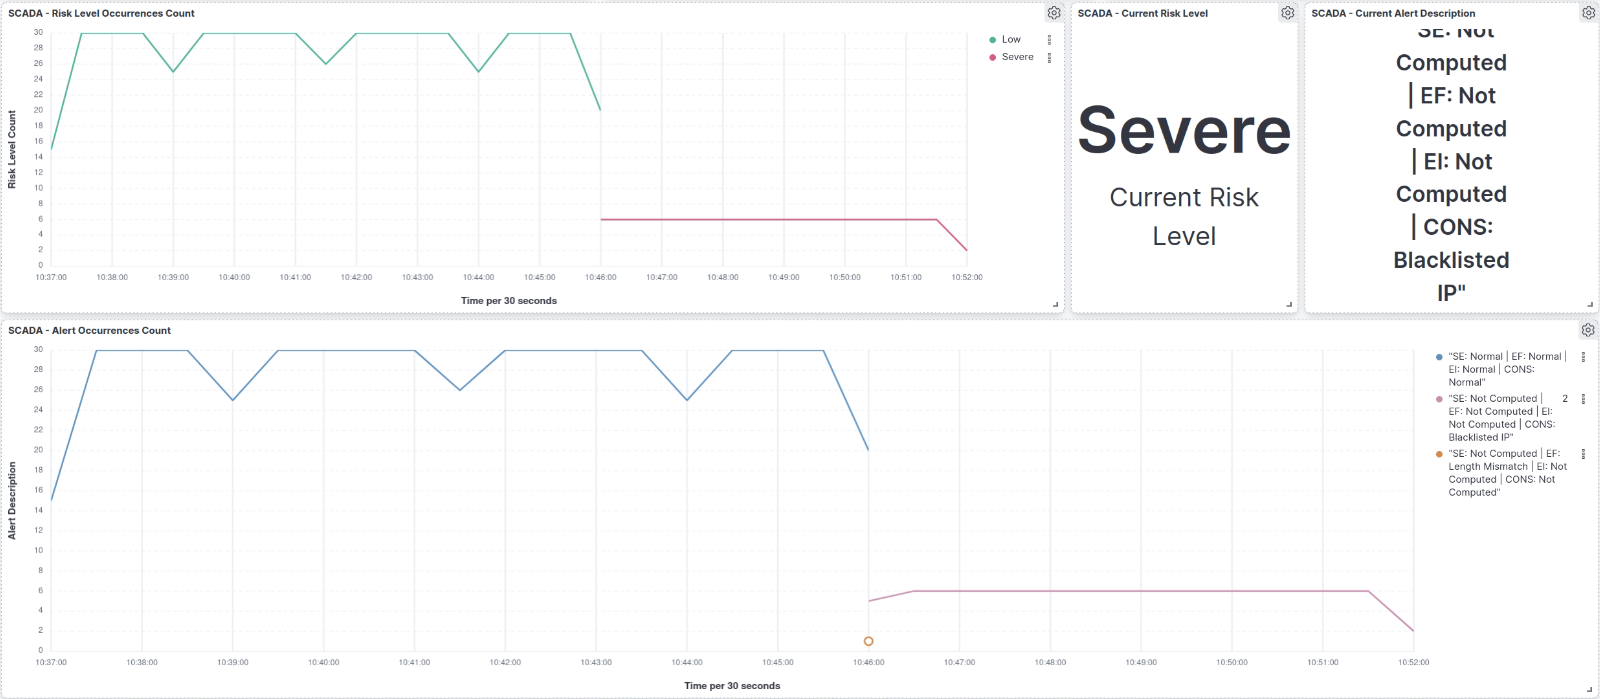 SCADA - Risk Level Occurrences Count
30
28
26
24
22
20
18
16
14
12
10
8
6
4
2
0
Risk Level Count
10:37:00 10:38:00 10:39:00 10:40:00 10:41:00 10:42:00 10:43:00 10:44:00 10:45:00 10:46:00 10:47:00 10:48:00 10:49:00 10:50:00 10:51:00 10:52:00
Time per 30 seconds
Low
Severe
SCADA - Current Risk Level
Severe
Current Risk
Level
SCADA - Current Alert Description
SE: Not
Computed
| EF: Not
Computed
| EI: Not
Computed
| CONS:
Blacklisted
IP"
SCADA - Alert Occurrences Count
30
28
26
24
22
20
18
16
14
12
10
8
6
4
2
0
Alert Description
10:37:00 10:38:00 10:39:00 10:40:00 10:41:00 10:42:00 10:43:00 10:44:00 10:45:00 10:46:00 10:47:00 10:48:00 10:49:00 10:50:00 10:51:00 10:52:00
Time per 30 seconds
"SE: Normal | EF: Normal |
EI: Normal | CONS:
Normal"
"SE: Not Computed | 2
EF: Not Computed | EI:
Not Computed | CONS:
Blacklisted IP"
"SE: Not Computed | EF:
Length Mismatch | EI: Not
Computed | CONS: Not
Computed"